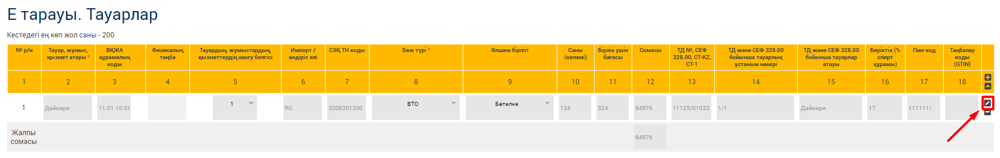 Е тарауы. Тауарлар
Кестедегі ең көп жол саны - 200
№ р/н
Тауар, жұмыс, қызмет атауы *
ВҚЖА құрамалық коды
Физикалық таңба
Тауардың, жұмыстардың, қызметтердің шығу белгісі
Импорт / өндіріс елі
СЭҚ ТН коды
Баж түрі *
Өлшем бірлігі
Саны (көлемі)
Бірлік үшін бағасы
Сомасы
ТД №, СЕФ 328.00, СТ-KZ, СТ-1
ТД және СЕФ 328.00 бойынша тауарлық ұстаным нөмірі
ТД және СЕФ 328.00 бойынша тауарлар атауы
Беріктік (% спирт құрамы)
Пин-код
Таңбалау коды (GTIN)
1 2 3 4 5 6 7 8 9 10 11 12 13 14 15 16 17 18
1 Дайкири 11.01.10.01 1 RU 2208201200 ВТО Бөтелке 124 524 64976 11125/01032 1/1 Дайкири 17 1111111
Жалпы сомасы 64976